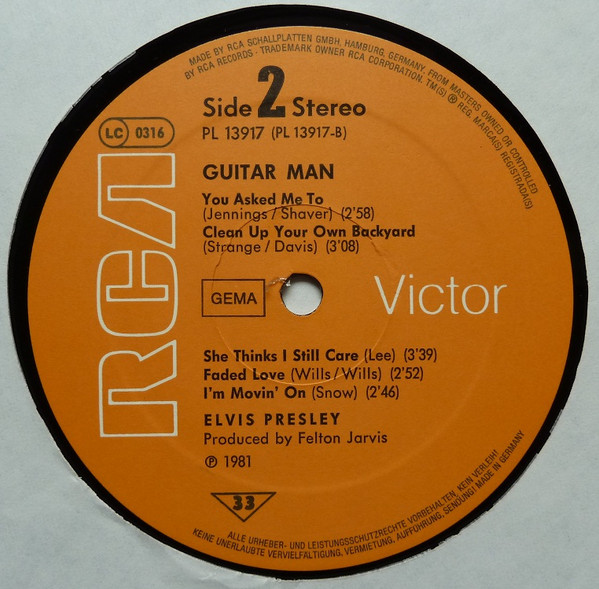 MADE BY RCA SCHALLPLATTEN GMBH, HAMBURG, GERMANY, FROM MASTERS OWNED OR CONTROLLED
BY RCA RECORDS · TRADEMARK OWNER RCA CORPORATION. TM(S) ® REG. MARCA(S) REGISTRADA(S)
Side 2 Stereo
PL 13917 (PL 13917-B)
LC 0316
RCA
GUITAR MAN
You Asked Me To
(Jennings/Shaver) (2'58)
Clean Up Your Own Backyard
(Strange/Davis) (3'08)
GEMA
Victor
She Thinks I Still Care (Lee) (3'39)
Faded Love (Wills/Wills) (2'52)
I'm Movin' On (Snow) (2'46)
ELVIS PRESLEY
Produced by Felton Jarvis
℗ 1981
33
ALLE URHEBER- UND LEISTUNGSSCHUTZRECHTE VORBEHALTEN, KEIN VERLEIH!
KEINE UNERLAUBTE VERVIELFÄLTIGUNG, VERMIETUNG, AUFFÜHRUNG, SENDUNG! MADE IN GERMANY